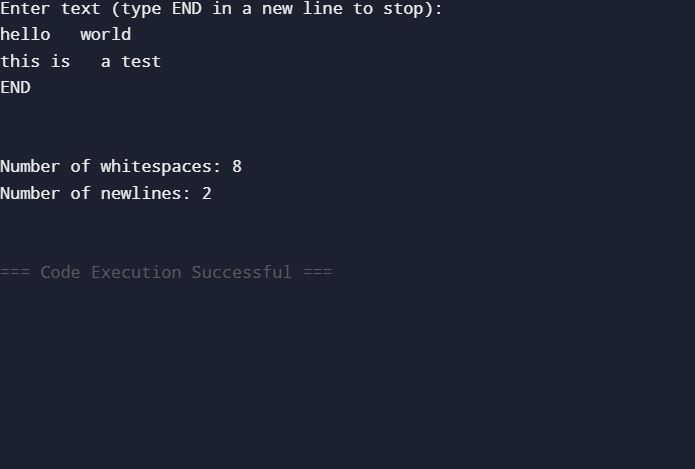 Enter text (type END in a new line to stop):
hello   world
this is   a test
END
Number of whitespaces: 8
Number of newlines: 2
=== Code Execution Successful ===